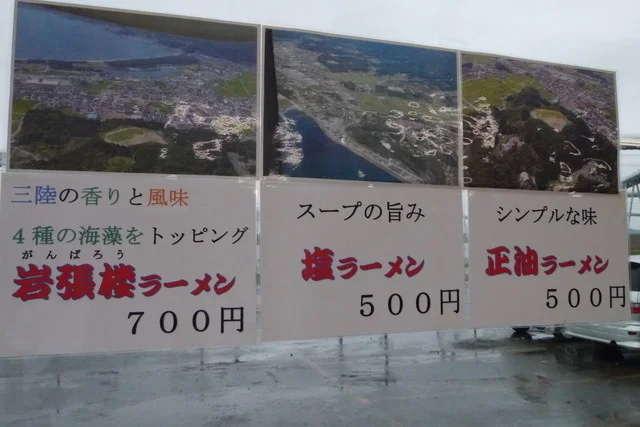 三陸の香りと風味
4種の海藻をトッピング
がんばろう
岩張楼ラーメン
700円
スープの旨み
塩ラーメン
500円
シンプルな味
正油ラーメン
500円